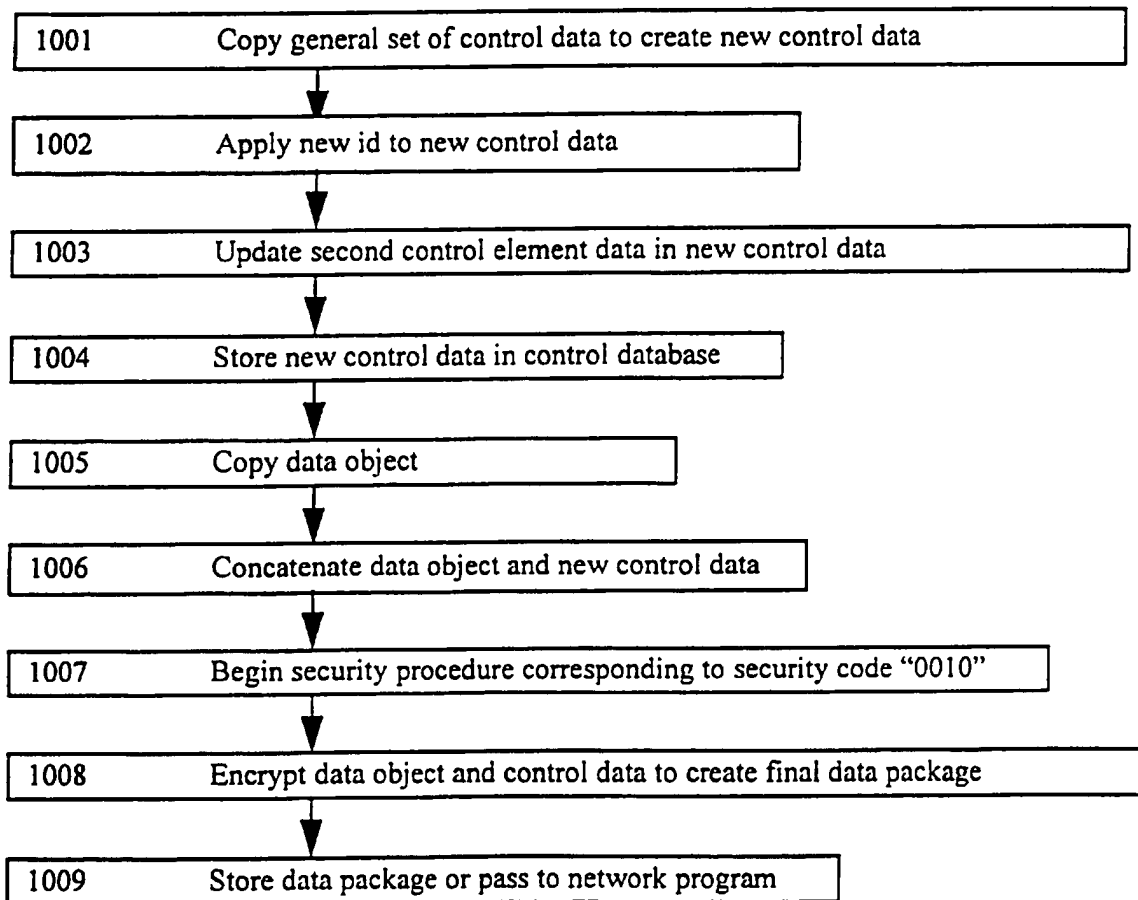 1001 Copy general set of control data to create new control data
1002 Apply new id to new control data
1003 Update second control element data in new control data
1004 Store new control data in control database
1005 Copy data object
1006 Concatenate data object and new control data
1007 Begin security procedure corresponding to security code “0010”
1008 Encrypt data object and control data to create final data package
1009 Store data package or pass to network program